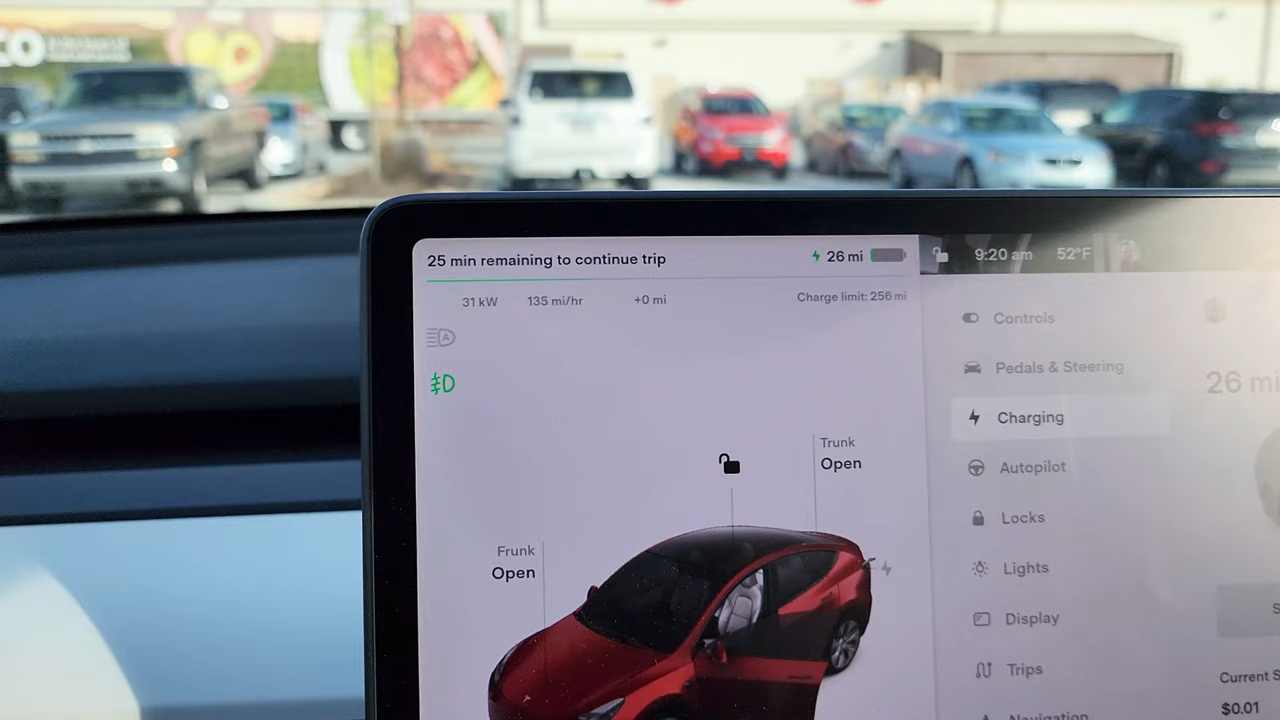 CO
25 min remaining to continue trip
26 mi
9:20 am
52°F
31 kW
135 mi/hr
+0 mi
Charge limit: 256 mi
Controls
Pedals & Steering
26 mi
Charging
Trunk
Open
Autopilot
Locks
Frunk
Open
Lights
Display
Trips
Current S
$0.01
Navigation